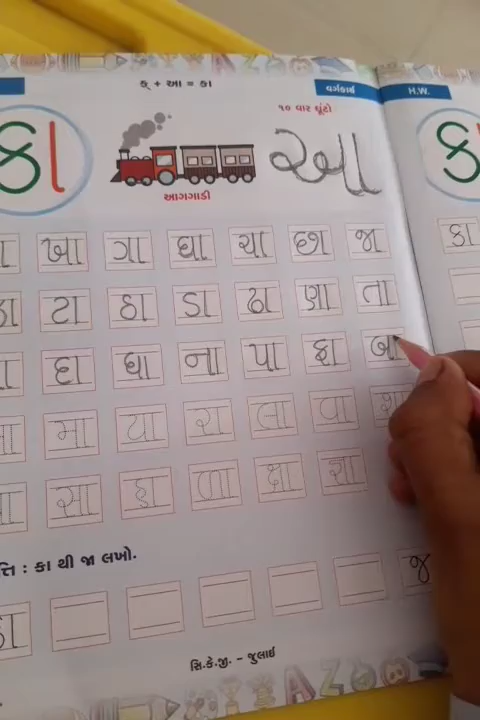 ક્ + આ = કા
વર્ગકાર્ય
H.W.
૧૦ વાર ઘૂંટો
કા
આ
આગગાડી
ખા ગા ઘા ચા છા જા
કા
ટા ઠા ડા ઢા ણા તા
દા ધા ના પા ફા બા
મા યા રા લા વા શા
સા હા ળા ક્ષા જ્ઞા
: કા થી જા લખો.
કા
સિ.કે.જી. - જુલાઈ